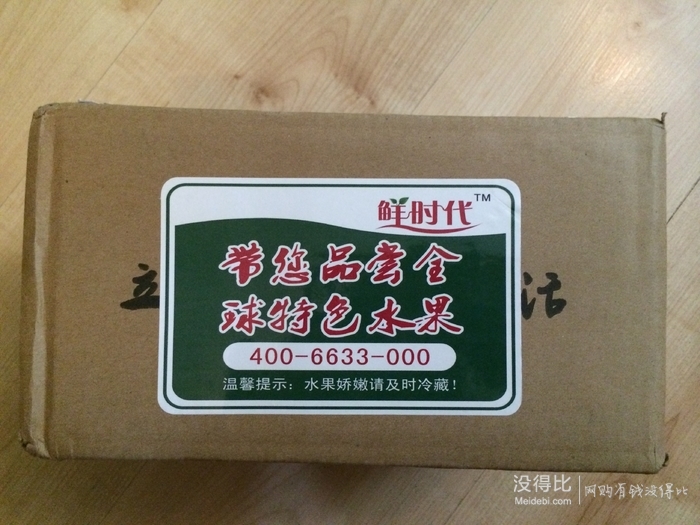 鲜时代™
带您品尝全
球特色水果
400-6633-000
温馨提示：水果娇嫩请及时冷藏！
立
活
没得比
Meidebi.com
网购有钱没得比